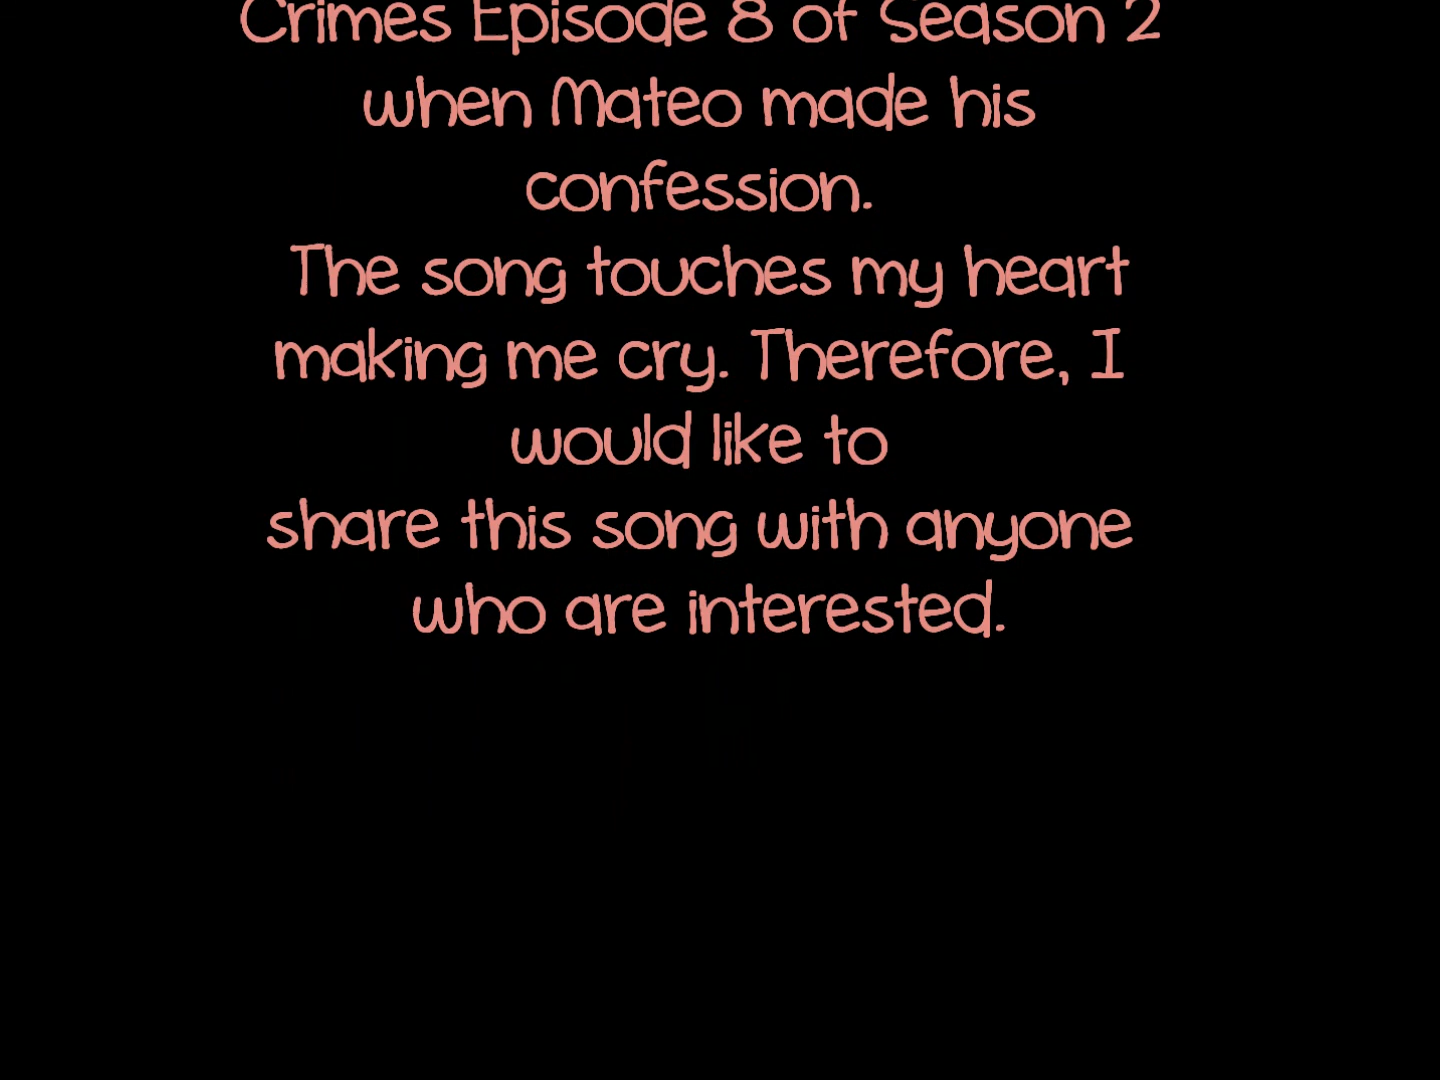 Crimes Episode 8 of Season 2
when Mateo made his
confession.
The song touches my heart
making me cry. Therefore, I
would like to
share this song with anyone
who are interested.